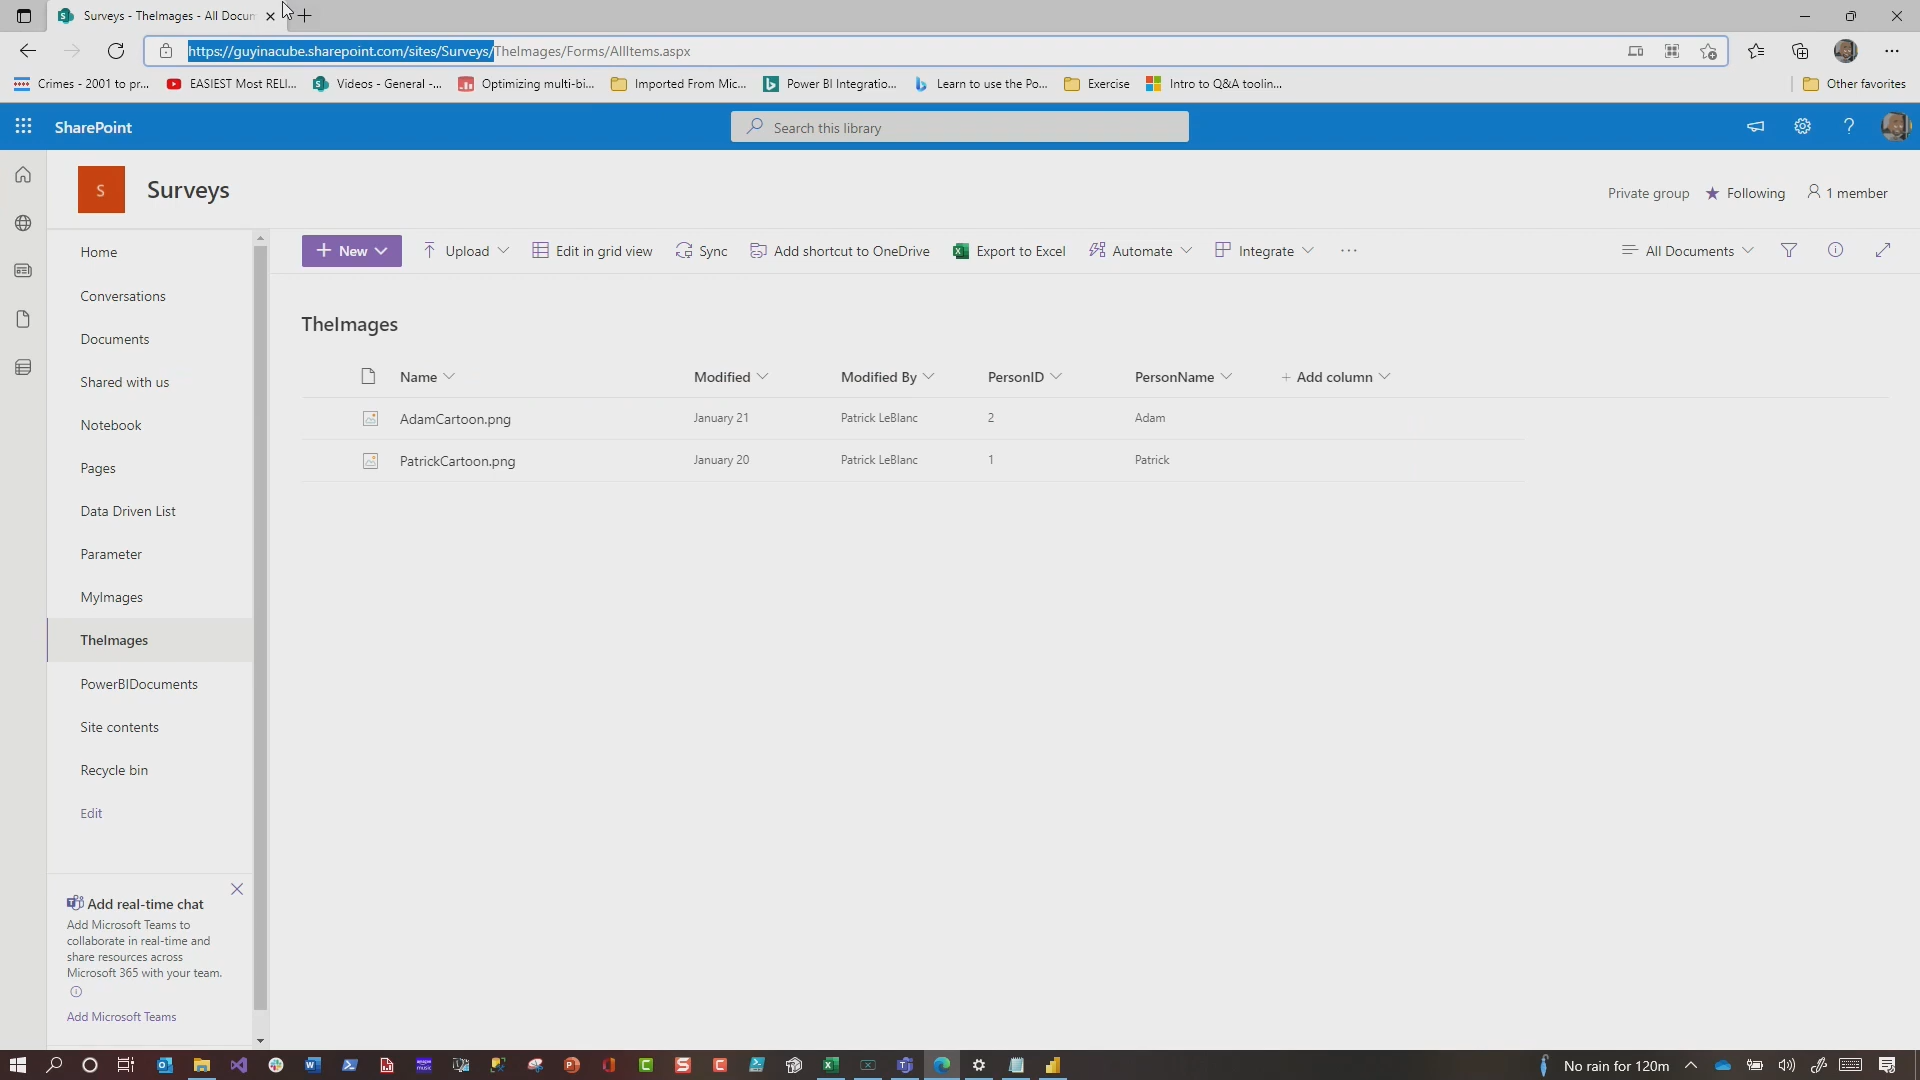 Surveys - TheImages - All Docum
https://guyinacube.sharepoint.com/sites/Surveys/TheImages/Forms/AllItems.aspx
Crimes - 2001 to pr...
EASIEST Most RELI...
Videos - General -...
Optimizing multi-bi...
Imported From Mic...
Power BI Integratio...
Learn to use the Po...
Exercise
Intro to Q&A toolin...
Other favorites
SharePoint
Search this library
S
Surveys
Private group
Following
1 member
Home
Conversations
Documents
Shared with us
Notebook
Pages
Data Driven List
Parameter
MyImages
TheImages
PowerBIDocuments
Site contents
Recycle bin
Edit
Add real-time chat
Add Microsoft Teams to
collaborate in real-time and
share resources across
Microsoft 365 with your team.
Add Microsoft Teams
New
Upload
Edit in grid view
Sync
Add shortcut to OneDrive
Export to Excel
Automate
Integrate
All Documents
TheImages
Name Modified Modified By PersonID PersonName + Add column
AdamCartoon.png January 21 Patrick LeBlanc 2 Adam
PatrickCartoon.png January 20 Patrick LeBlanc 1 Patrick
No rain for 120m